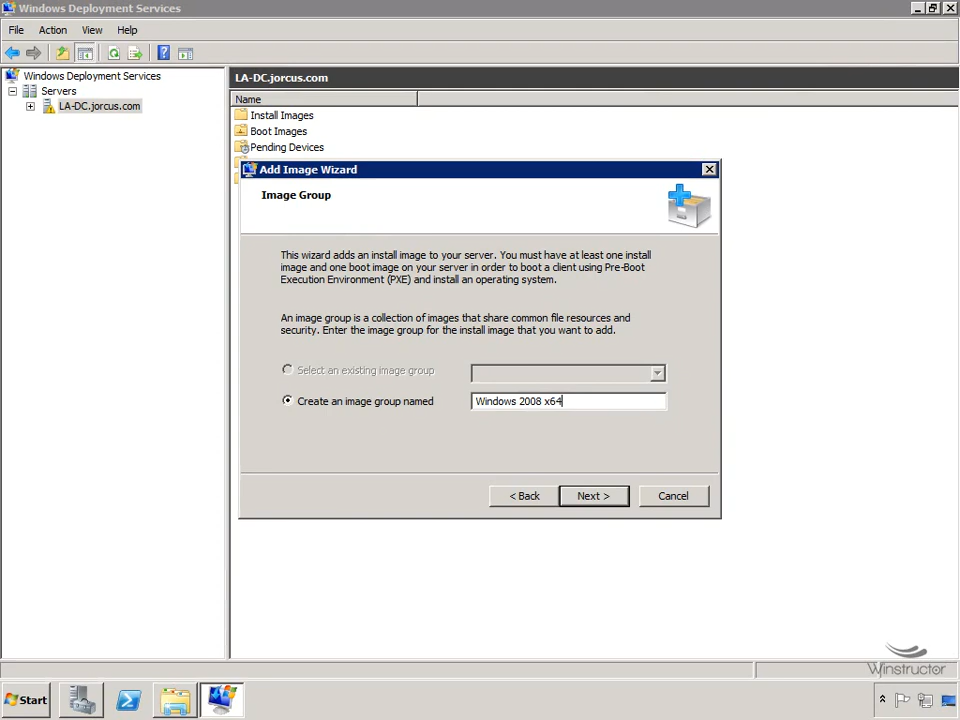 Windows Deployment Services
File Action View Help
Windows Deployment Services
Servers
LA-DC.jorcus.com
LA-DC.jorcus.com
Name
Install Images
Boot Images
Pending Devices
Add Image Wizard
Image Group
This wizard adds an install image to your server. You must have at least one install
image and one boot image on your server in order to boot a client using Pre-Boot
Execution Environment (PXE) and install an operating system.
An image group is a collection of images that share common file resources and
security. Enter the image group for the install image that you want to add.
Select an existing image group
Create an image group named Windows 2008 x64
< Back Next > Cancel
Winstructor
Start